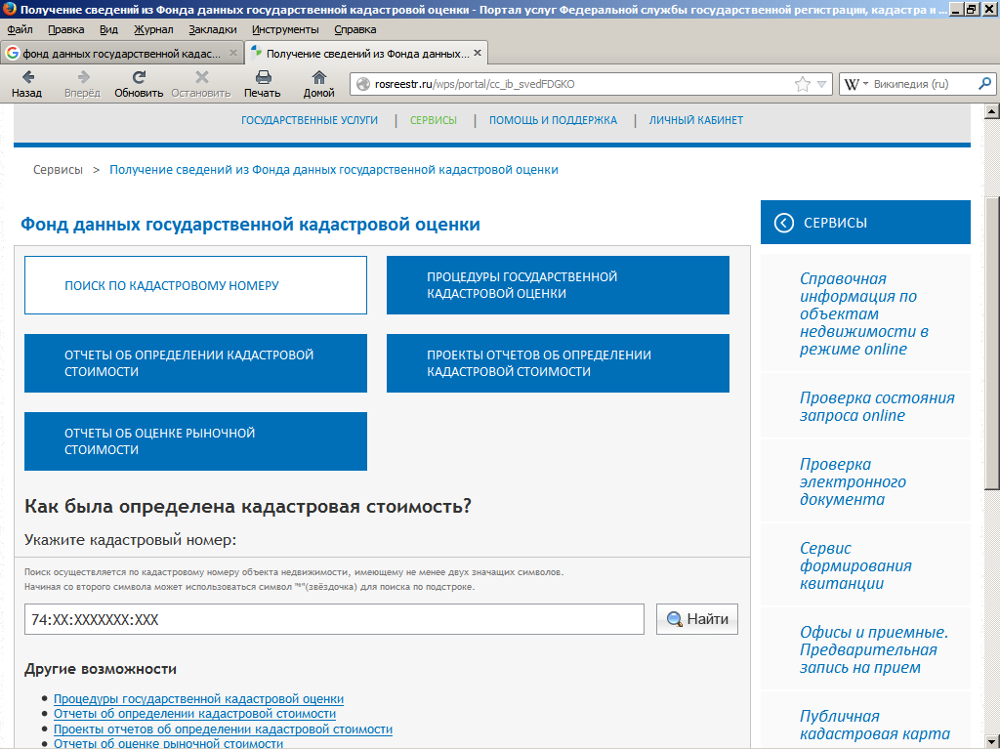 Получение сведений из Фонда данных государственной кадастровой оценки - Портал услуг Федеральной службы государственной регистрации, кадастра и ...
Файл Правка Вид Журнал Закладки Инструменты Справка
фонд данных государственной кадас...
Получение сведений из Фонда данных...
Назад Вперёд Обновить Остановить Печать Домой
rosreestr.ru/wps/portal/cc_ib_svedFDGKO
W Википедия (ru)
ГОСУДАРСТВЕННЫЕ УСЛУГИ | СЕРВИСЫ | ПОМОЩЬ И ПОДДЕРЖКА | ЛИЧНЫЙ КАБИНЕТ
Сервисы > Получение сведений из Фонда данных государственной кадастровой оценки
Фонд данных государственной кадастровой оценки
ПОИСК ПО КАДАСТРОВОМУ НОМЕРУ
ПРОЦЕДУРЫ ГОСУДАРСТВЕННОЙ
КАДАСТРОВОЙ ОЦЕНКИ
ОТЧЕТЫ ОБ ОПРЕДЕЛЕНИИ КАДАСТРОВОЙ
СТОИМОСТИ
ПРОЕКТЫ ОТЧЕТОВ ОБ ОПРЕДЕЛЕНИИ
КАДАСТРОВОЙ СТОИМОСТИ
ОТЧЕТЫ ОБ ОЦЕНКЕ РЫНОЧНОЙ
СТОИМОСТИ
Как была определена кадастровая стоимость?
Укажите кадастровый номер:
Поиск осуществляется по кадастровому номеру объекта недвижимости, имеющему не менее двух значащих символов.
Начиная со второго символа может использоваться символ "*"(звёздочка) для поиска по подстроке.
74:XX:XXXXXXX:XXX
Найти
Другие возможности
Процедуры государственной кадастровой оценки
Отчеты об определении кадастровой стоимости
Проекты отчетов об определении кадастровой стоимости
Отчеты об оценке рыночной стоимости
СЕРВИСЫ
Справочная
информация по
объектам
недвижимости в
режиме online
Проверка состояния
запроса online
Проверка
электронного
документа
Сервис
формирования
квитанции
Офисы и приемные.
Предварительная
запись на прием
Публичная
кадастровая карта